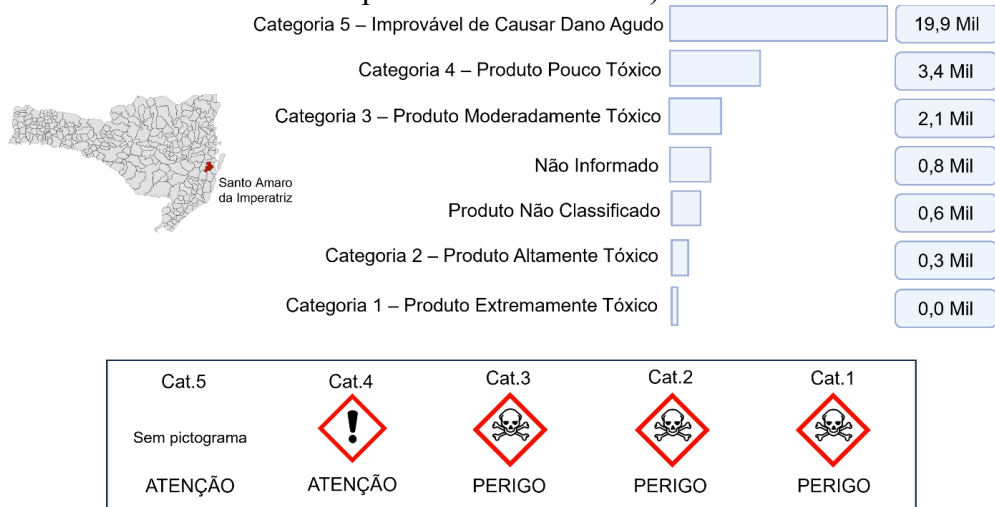 Categoria 5 – Improvável de Causar Dano Agudo
19,9 Mil
Categoria 4 – Produto Pouco Tóxico
3,4 Mil
Categoria 3 – Produto Moderadamente Tóxico
2,1 Mil
Não Informado
0,8 Mil
Santo Amaro
da Imperatriz
Produto Não Classificado
0,6 Mil
Categoria 2 – Produto Altamente Tóxico
0,3 Mil
Categoria 1 – Produto Extremamente Tóxico
0,0 Mil
Cat.5
Cat.4
Cat.3
Cat.2
Cat.1
Sem pictograma
ATENÇÃO
ATENÇÃO
PERIGO
PERIGO
PERIGO